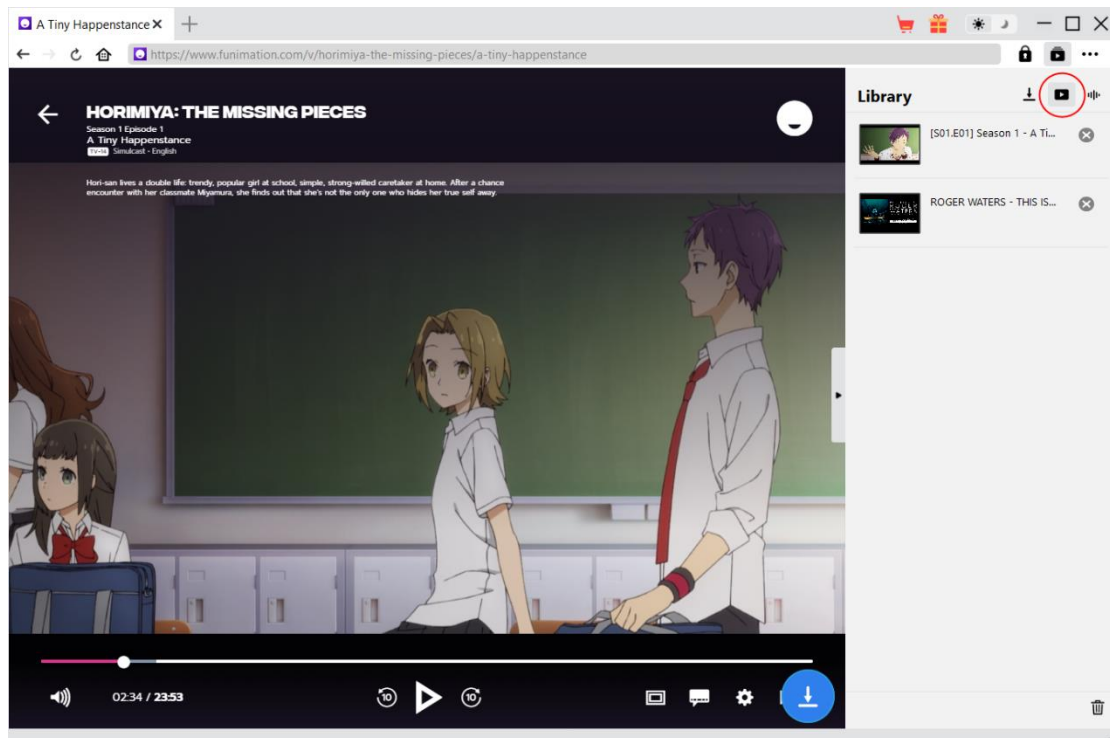 A Tiny Happenstance
https://www.funimation.com/v/horimiya-the-missing-pieces/a-tiny-happenstance
HORIMIYA: THE MISSING PIECES
Season 1 Episode 1
A Tiny Happenstance
TV-14 Simulcast - English
Hori-san lives a double life: trendy, popular girl at school, simple, strong-willed caretaker at home. After a chance
encounter with her classmate Miyamura, she finds out that she's not the only one who hides her true self away.
02:34 / 23:53
10
10
Library
[S01.E01] Season 1 - A Ti...
ROGER WATERS - THIS IS...